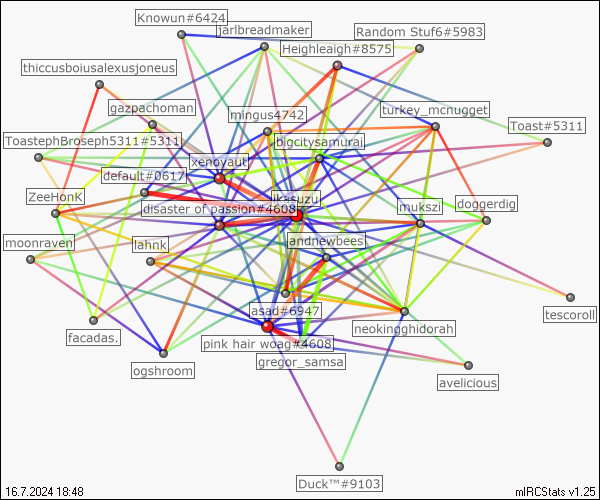 Knowun#6424
jarlbreadmaker
Random Stuf6#5983
Heighleaigh#8575
thiccusboiusalexusjoneus
gazpachoman
mingus4742
turkey_mcnugget
Toast#5311
ToastephBroseph5311#5311
bigcitysamurai
xenovaut
default#0617
ZeeHonK
ikasuzu
disaster of passion#4608
mukszi
doggerdig
moonraven
lahnk
andnewbees
tescoroll
asad#6947
neokingghidorah
facadas.
pink hair woag#4608
ogshroom
gregor_samsa
avelicious
Duck™#9103
16.7.2024 18:48
mIRCStats v1.25